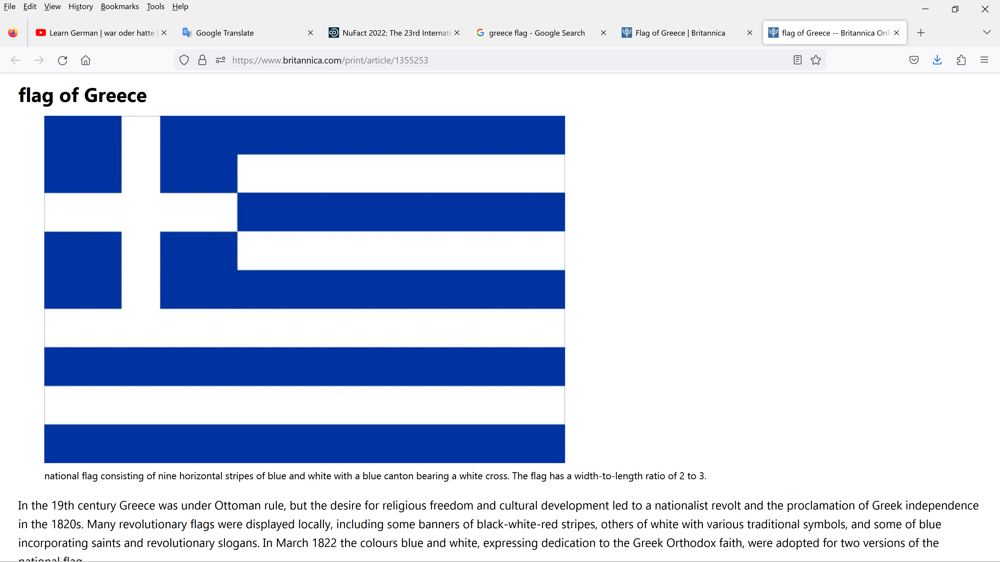 File Edit View History Bookmarks Tools Help
Learn German | war oder hatte |
Google Translate
NuFact 2022: The 23rd Internati
greece flag - Google Search
Flag of Greece | Britannica
flag of Greece -- Britannica Onli
https://www.britannica.com/print/article/1355253
flag of Greece
national flag consisting of nine horizontal stripes of blue and white with a blue canton bearing a white cross. The flag has a width-to-length ratio of 2 to 3.
In the 19th century Greece was under Ottoman rule, but the desire for religious freedom and cultural development led to a nationalist revolt and the proclamation of Greek independence
in the 1820s. Many revolutionary flags were displayed locally, including some banners of black-white-red stripes, others of white with various traditional symbols, and some of blue
incorporating saints and revolutionary slogans. In March 1822 the colours blue and white, expressing dedication to the Greek Orthodox faith, were adopted for two versions of the
national flag